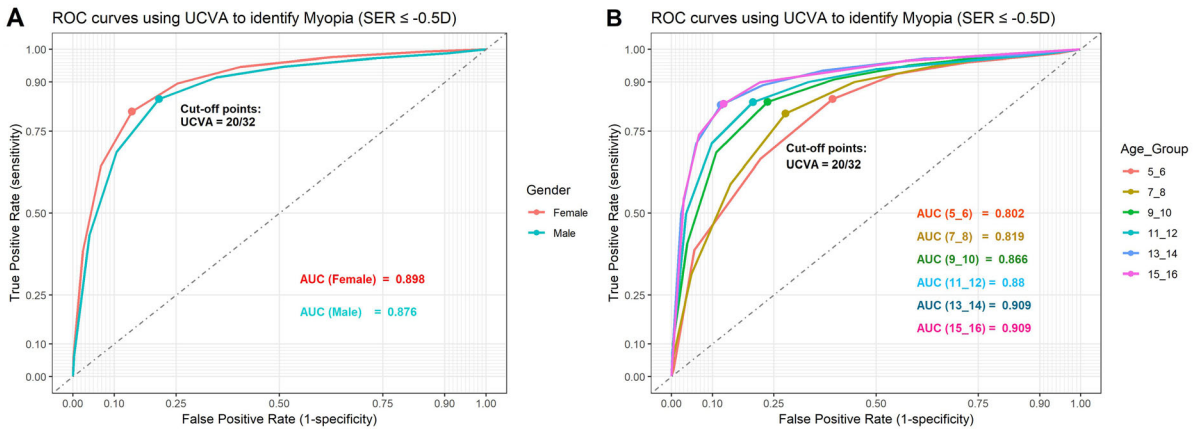 A
ROC curves using UCVA to identify Myopia (SER ≤ -0.5D)
True Positive Rate (sensitivity)
1.00
0.90
0.75
0.50
0.25
0.10
0.00
Cut-off points:
UCVA = 20/32
AUC (Female) = 0.898
AUC (Male) = 0.876
0.00 0.10 0.25 0.50 0.75 0.90 1.00
False Positive Rate (1-specificity)
Gender
Female
Male
B
ROC curves using UCVA to identify Myopia (SER ≤ -0.5D)
True Positive Rate (sensitivity)
1.00
0.90
0.75
0.50
0.25
0.10
0.00
Cut-off points:
UCVA = 20/32
AUC (5_6) = 0.802
AUC (7_8) = 0.819
AUC (9_10) = 0.866
AUC (11_12) = 0.88
AUC (13_14) = 0.909
AUC (15_16) = 0.909
0.00 0.10 0.25 0.50 0.75 0.90 1.00
False Positive Rate (1-specificity)
Age_Group
5_6
7_8
9_10
11_12
13_14
15_16